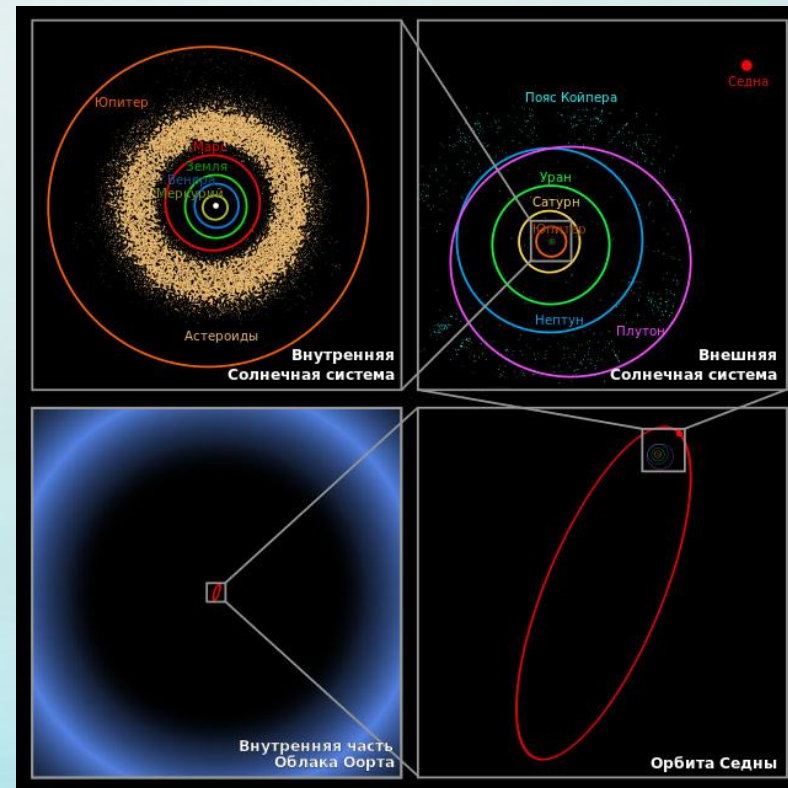 Юпитер
Марс
Земля
Венера
Меркурий
Астероиды
Внутренняя
Солнечная система
Седна
Пояс Койпера
Уран
Сатурн
Юпитер
Нептун
Плутон
Внешняя
Солнечная система
Внутренняя часть
Облака Оорта
Орбита Седны